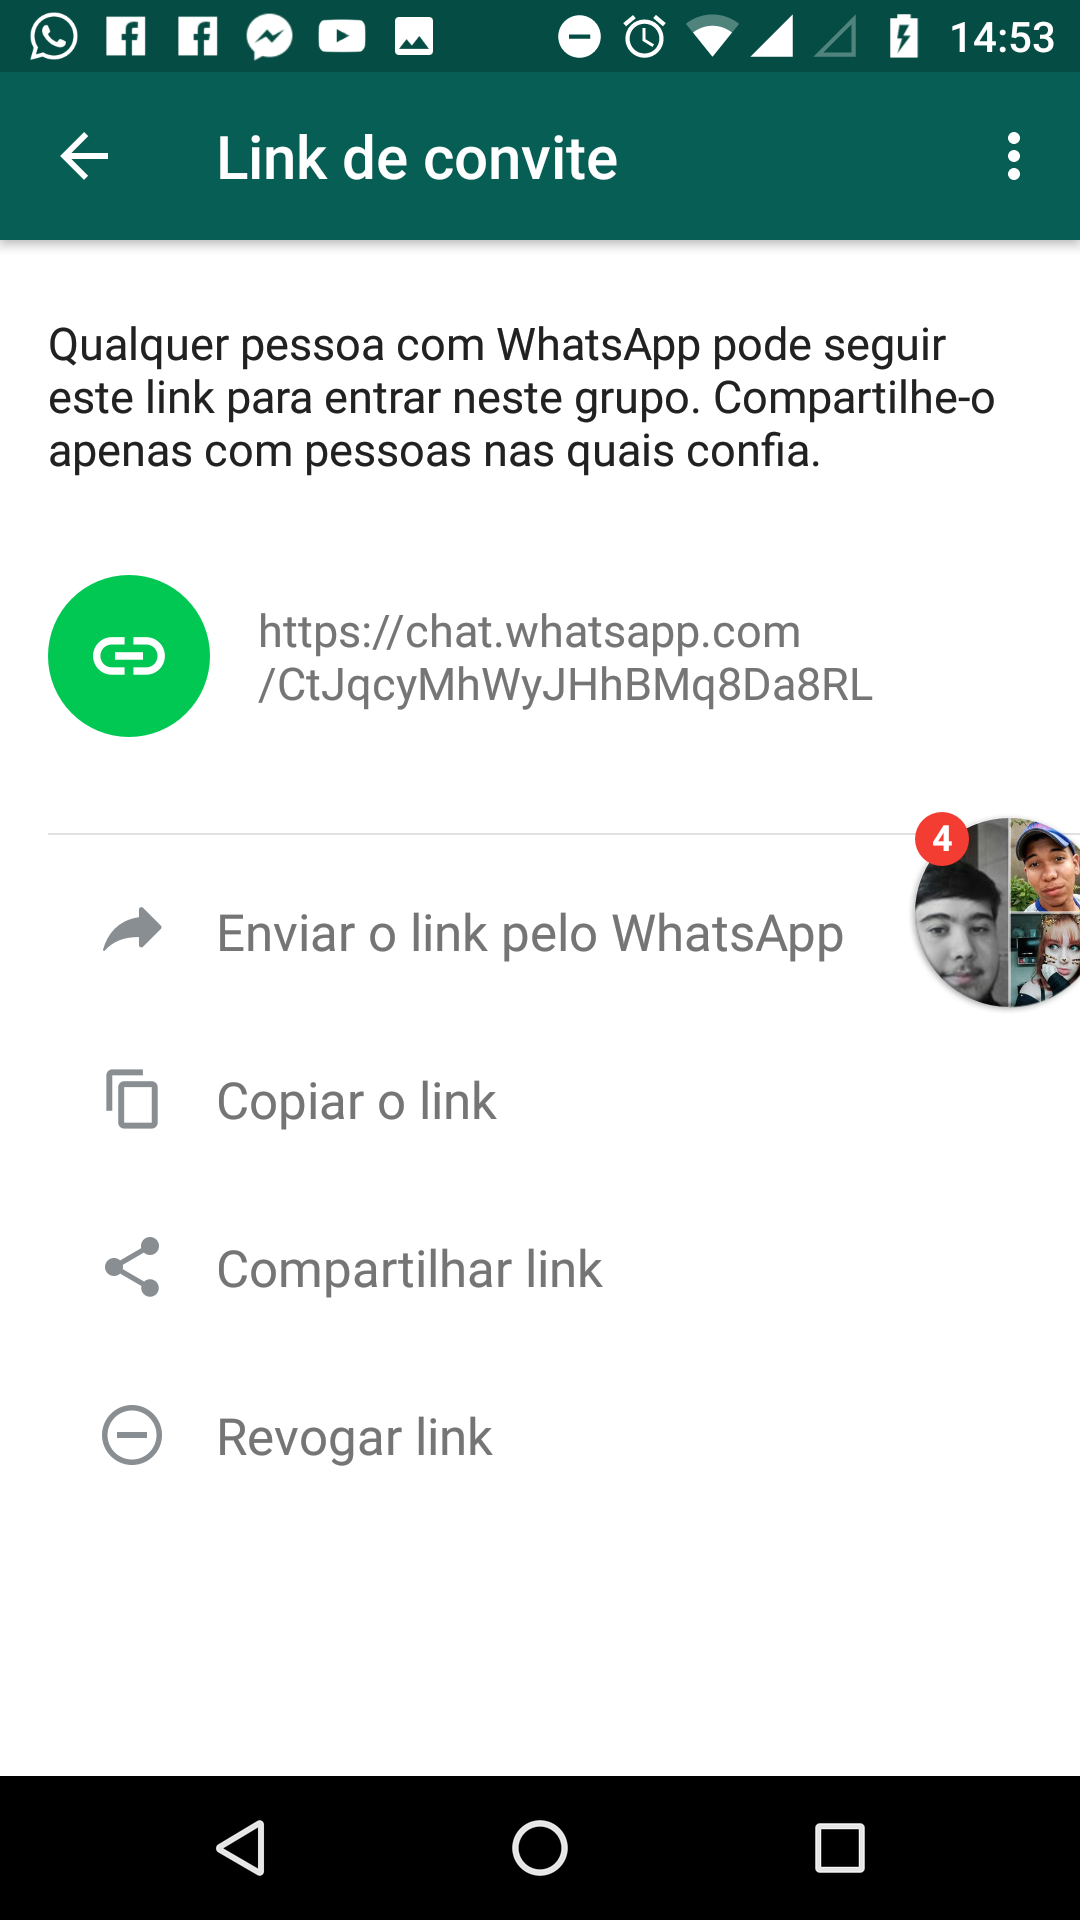 14:53
Link de convite
Qualquer pessoa com WhatsApp pode seguir
este link para entrar neste grupo. Compartilhe-o
apenas com pessoas nas quais confia.
https://chat.whatsapp.com
/CtJqcyMhWyJHhBMq8Da8RL
4
Enviar o link pelo WhatsApp
Copiar o link
Compartilhar link
Revogar link